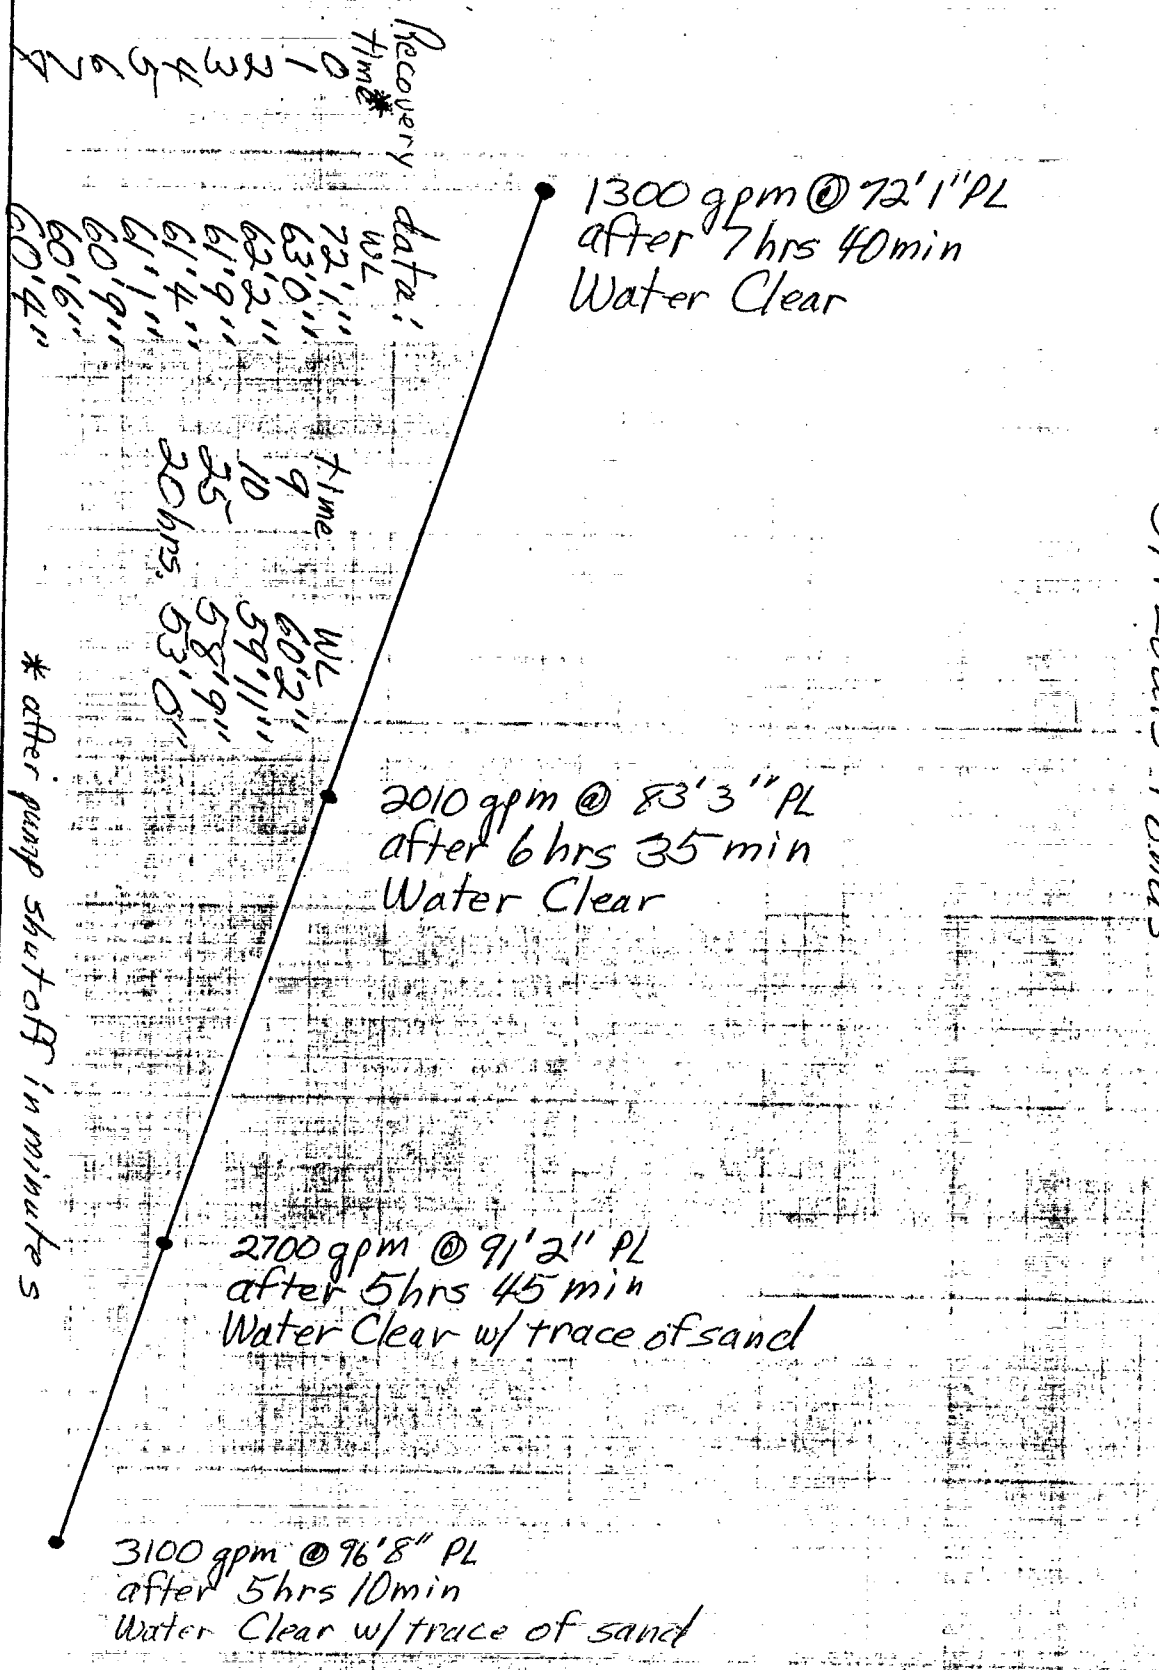 1300 gpm @ 72'1" PL
after 7 hrs 40 min
Water Clear
2010 gpm @ 83'3" PL
after 6 hrs 35 min
Water Clear
2700 gpm @ 91'2" PL
after 5 hrs 45 min
Water Clear w/ trace of sand
3100 gpm @ 96'8" PL
after 5 hrs 10 min
Water Clear w/ trace of sand
Recovery data:
time* WL
0 72'1"
1 63'0"
2 62'2"
3 61'9"
4 61'4"
5 61'1"
6 60'9"
7 60'6"
8 60'4"
time WL
9 60'2"
10 59'11"
25 58'9"
20 hrs. 53'0"
* after pump shutoff in minutes